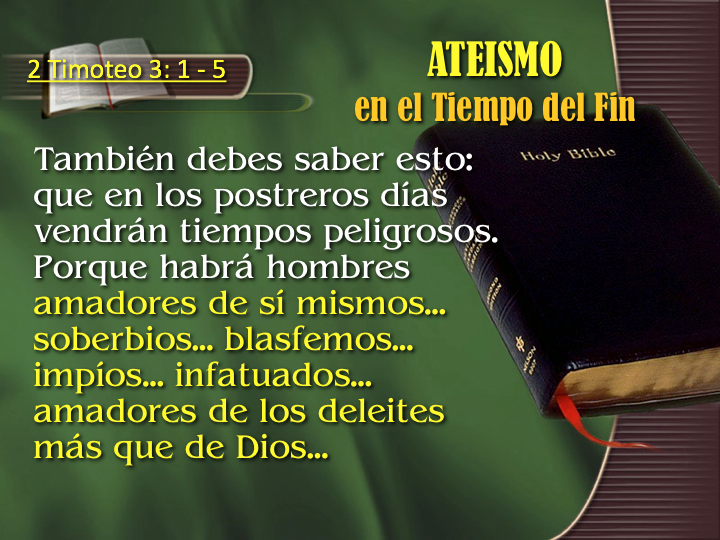 2 Timoteo 3: 1 - 5
ATEISMO
en el Tiempo del Fin
Holy Bible
También debes saber esto:
que en los postreros días
vendrán tiempos peligrosos.
Porque habrá hombres
amadores de sí mismos...
soberbios... blasfemos...
impíos... infatuados...
amadores de los deleites
más que de Dios...